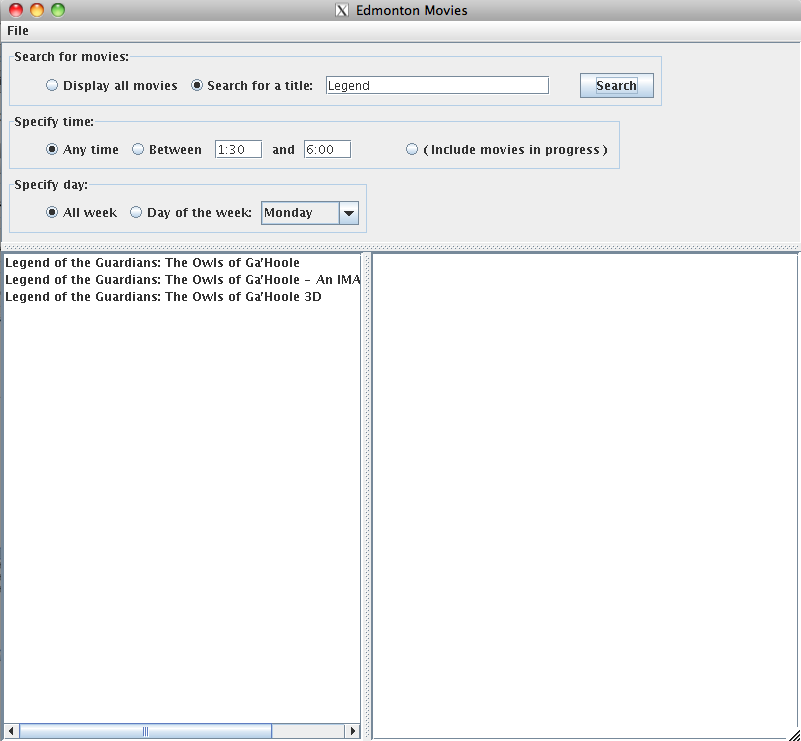 Edmonton Movies
File
Search for movies:
Display all movies Search for a title: Legend Search
Specify time:
Any time Between 1:30 and 6:00 (Include movies in progress)
Specify day:
All week Day of the week: Monday
Legend of the Guardians: The Owls of Ga'Hoole
Legend of the Guardians: The Owls of Ga'Hoole - An IMA
Legend of the Guardians: The Owls of Ga'Hoole 3D